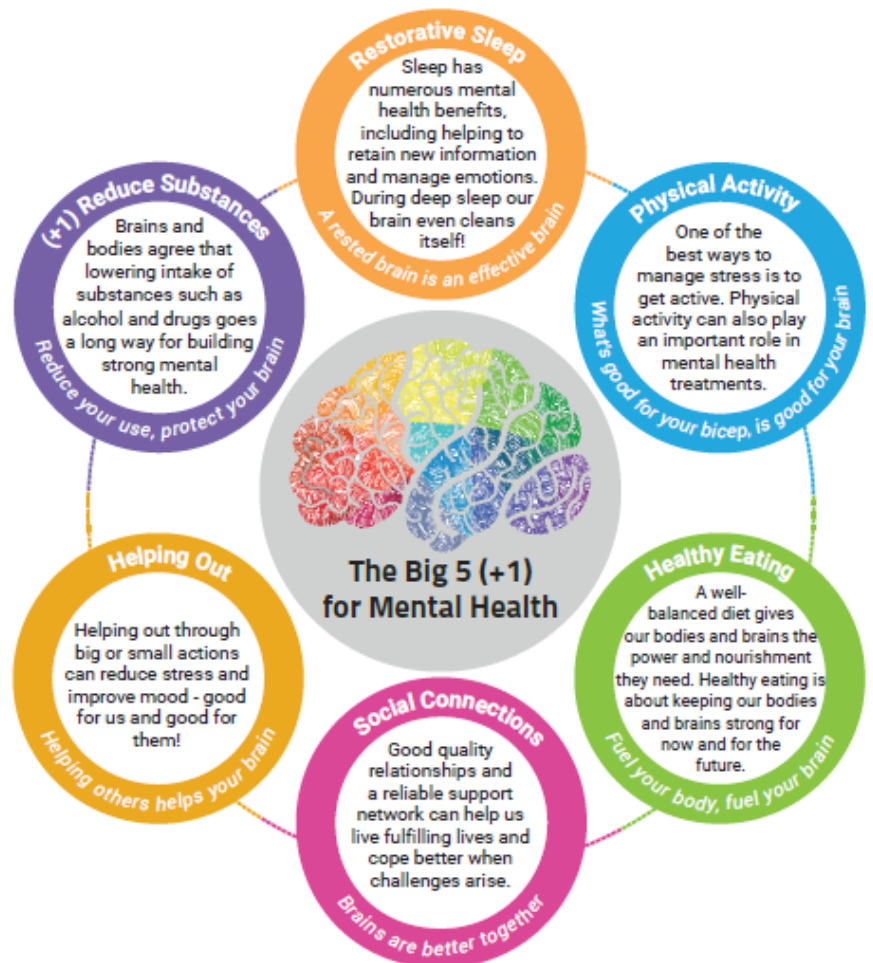 Restorative Sleep
Sleep has
numerous mental
health benefits,
including helping to
retain new information
and manage emotions.
During deep sleep our
brain even cleans
itself!
A rested brain is an effective brain
Physical Activity
One of the
best ways to
manage stress is to
get active. Physical
activity can also play
an important role in
mental health
treatments.
What's good for your bicep, is good for your brain
Healthy Eating
A well-
balanced diet gives
our bodies and brains the
power and nourishment
they need. Healthy eating is
about keeping our bodies
and brains strong for
now and for the
future.
Fuel your body, fuel your brain
Social Connections
Good quality
relationships and
a reliable support
network can help us
live fulfilling lives and
cope better when
challenges arise.
Brains are better together
Helping Out
Helping out through
big or small actions
can reduce stress and
improve mood - good
for us and good for
them!
Helping others helps your brain
(+1) Reduce Substances
Brains and
bodies agree that
lowering intake of
substances such as
alcohol and drugs goes
a long way for building
strong mental
health.
Reduce your use, protect your brain
The Big 5 (+1)
for Mental Health